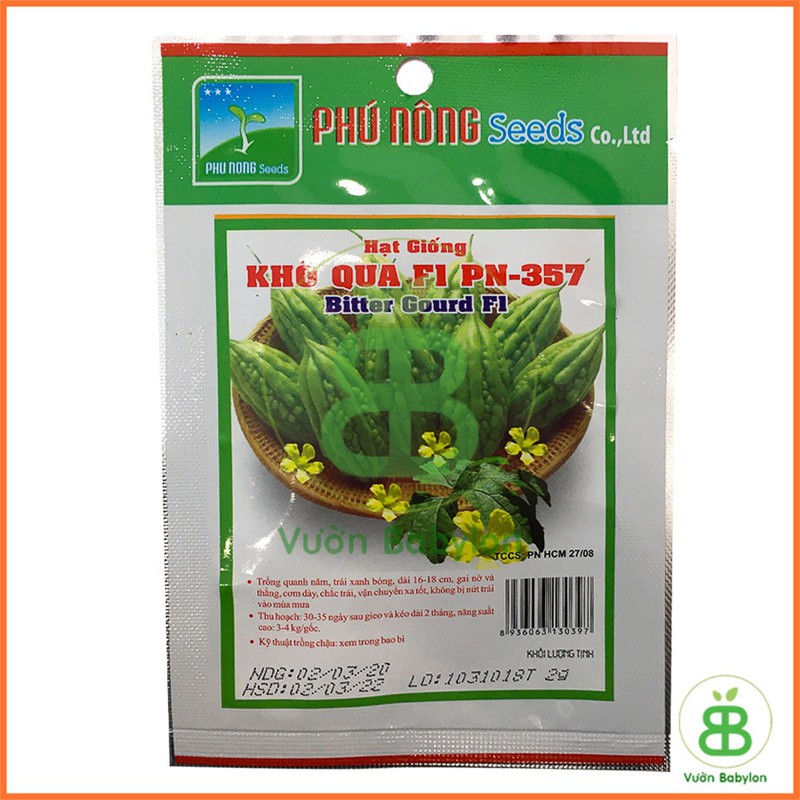 PHÚ NÔNG Seeds Co.,Ltd
PHU NONG Seeds
Hạt Giống
KHỔ QUA F1 PN-357
Bitter Gourd F1
Vườn Babylon
TCCS: PN HCM 27/08
• Trồng quanh năm, trái xanh bóng, dài 16-18 cm, gai nở và
thẳng, cơm dày, chắc trái, vận chuyển xa tốt, không bị nứt trái
vào mùa mưa
• Thu hoạch: 30-35 ngày sau gieo và kéo dài 2 tháng, năng suất
cao: 3-4 kg/gốc.
• Kỹ thuật trồng chậu: xem trong bao bì
8 936063 130397
KHỐI LƯỢNG TỊNH
NDG:02/03/20
HSD:02/03/22 LO:1031018T 2g
B
Vườn Babylon